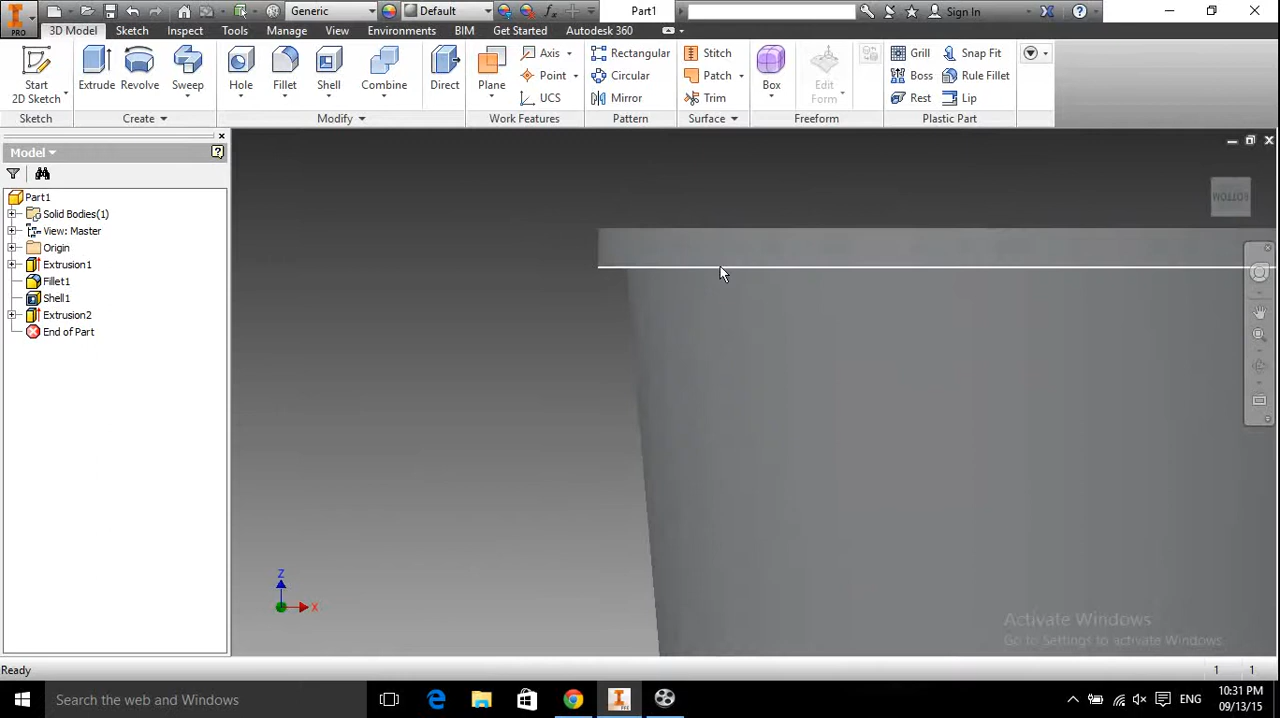 Generic
Default
Part1
Sign In
PRO
3D Model
Sketch
Inspect
Tools
Manage
View
Environments
BIM
Get Started
Autodesk 360
Start
2D Sketch
Extrude
Revolve
Sweep
Hole
Fillet
Shell
Combine
Direct
Plane
Axis
Point
UCS
Rectangular
Circular
Mirror
Stitch
Patch
Trim
Box
Edit
Form
Grill
Boss
Rest
Snap Fit
Rule Fillet
Lip
Sketch
Create
Modify
Work Features
Pattern
Surface
Freeform
Plastic Part
Model
Part1
Solid Bodies(1)
View: Master
Origin
Extrusion1
Fillet1
Shell1
Extrusion2
End of Part
BOTTOM
Z
X
Activate Windows
Go to Settings to activate Windows.
Ready
1
1
Search the web and Windows
ENG
10:31 PM
09/13/15